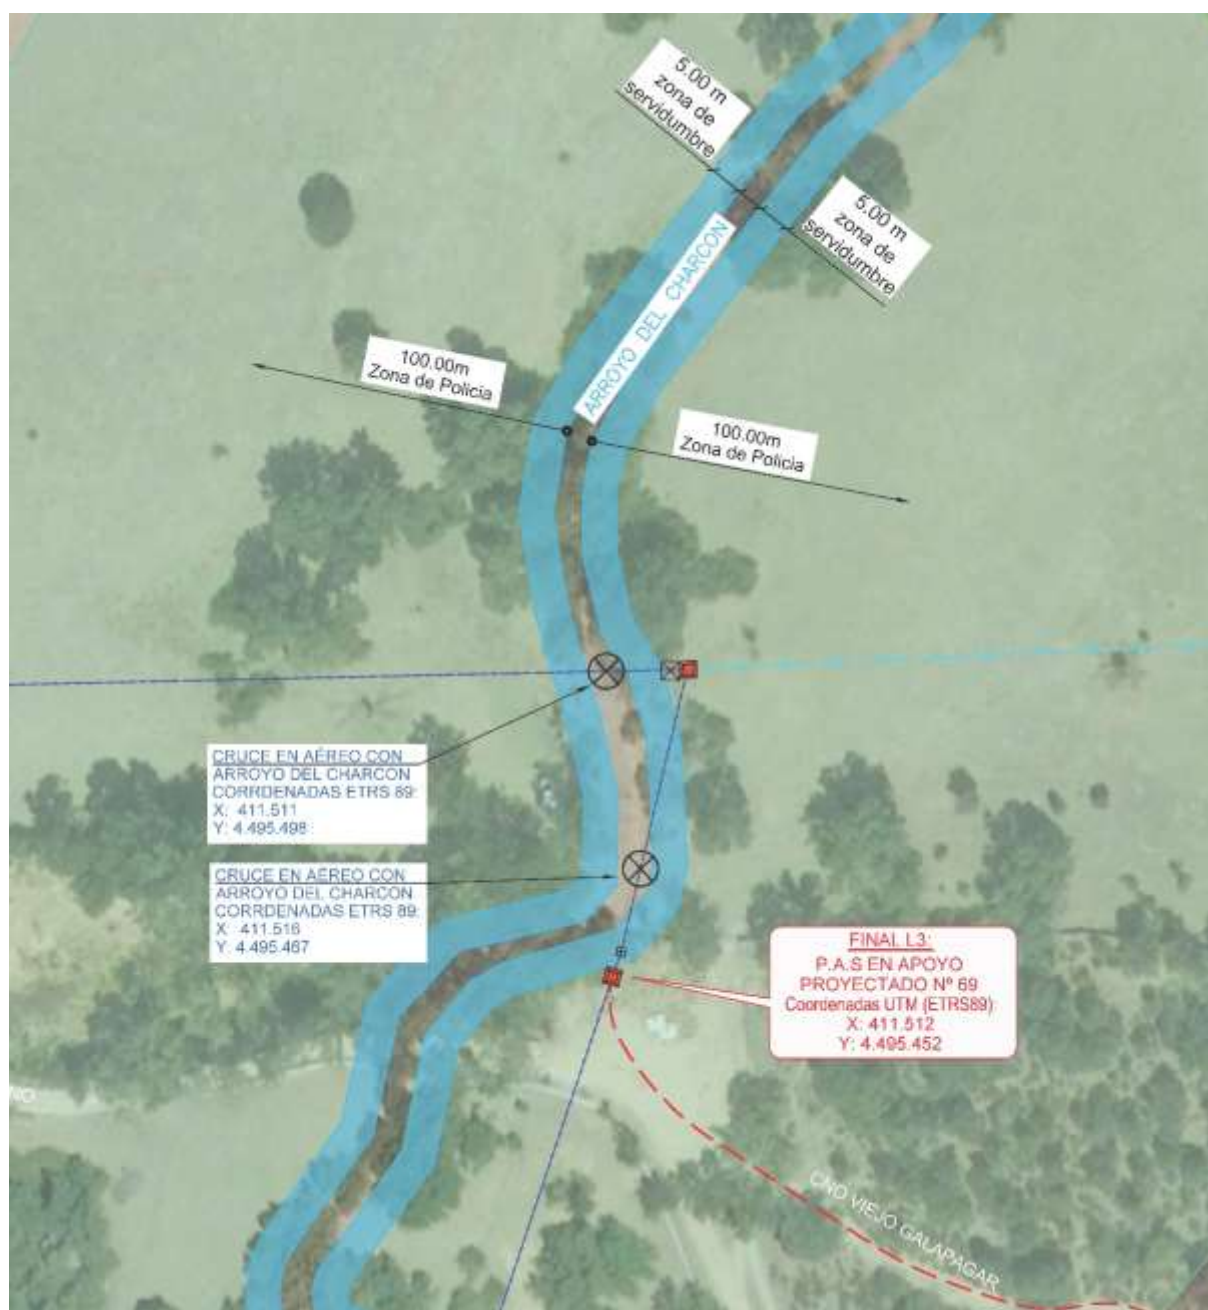 5.00 m
zona de
servidumbre
5.00 m
zona de
servidumbre
ARROYO DEL CHARCON
100.00m
Zona de Policia
100.00m
Zona de Policia
CRUCE EN AÉREO CON
ARROYO DEL CHARCON
CORRDENADAS ETRS 89:
X: 411.511
Y: 4.495.498
CRUCE EN AÉREO CON
ARROYO DEL CHARCON
CORRDENADAS ETRS 89:
X: 411.516
Y: 4.495.467
FINAL L3:
P.A.S EN APOYO
PROYECTADO Nº 69
Coordenadas UTM (ETRS89)
X: 411.512
Y: 4.495.452
NO
CNO VIEJO GALAPAGAR